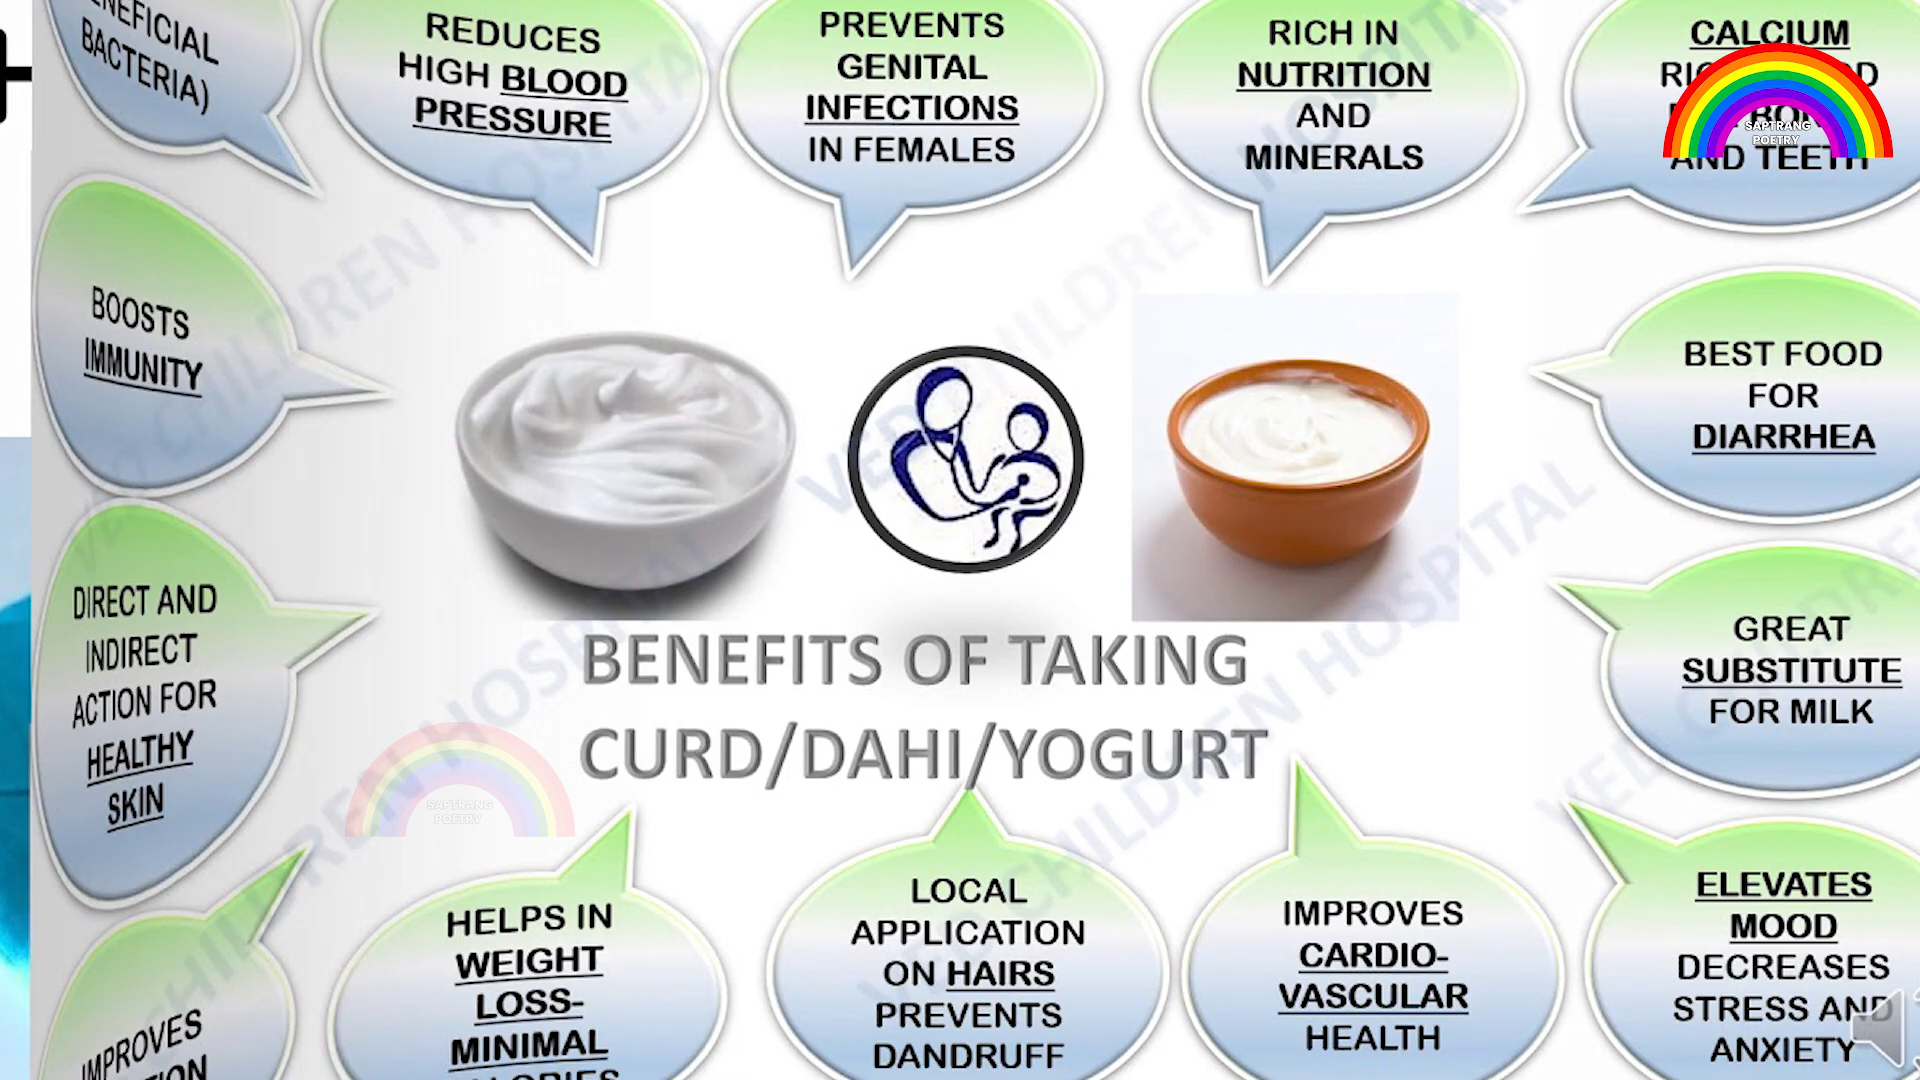 BACTERIA)
REDUCES
HIGH BLOOD
PRESSURE
PREVENTS
GENITAL
INFECTIONS
IN FEMALES
RICH IN
NUTRITION
AND
MINERALS
CALCIUM
AND TEETH
SAPTRANG
POETRY
BOOSTS
IMMUNITY
BEST FOOD
FOR
DIARRHEA
DIRECT AND
INDIRECT
ACTION FOR
HEALTHY
SKIN
GREAT
SUBSTITUTE
FOR MILK
BENEFITS OF TAKING
CURD/DAHI/YOGURT
SAPTRANG
POETRY
IMPROVES
HELPS IN
WEIGHT
LOSS-
MINIMAL
LOCAL
APPLICATION
ON HAIRS
PREVENTS
DANDRUFF
IMPROVES
CARDIO-
VASCULAR
HEALTH
ELEVATES
MOOD
DECREASES
STRESS AND
ANXIETY
CHILDREN HOSPITAL